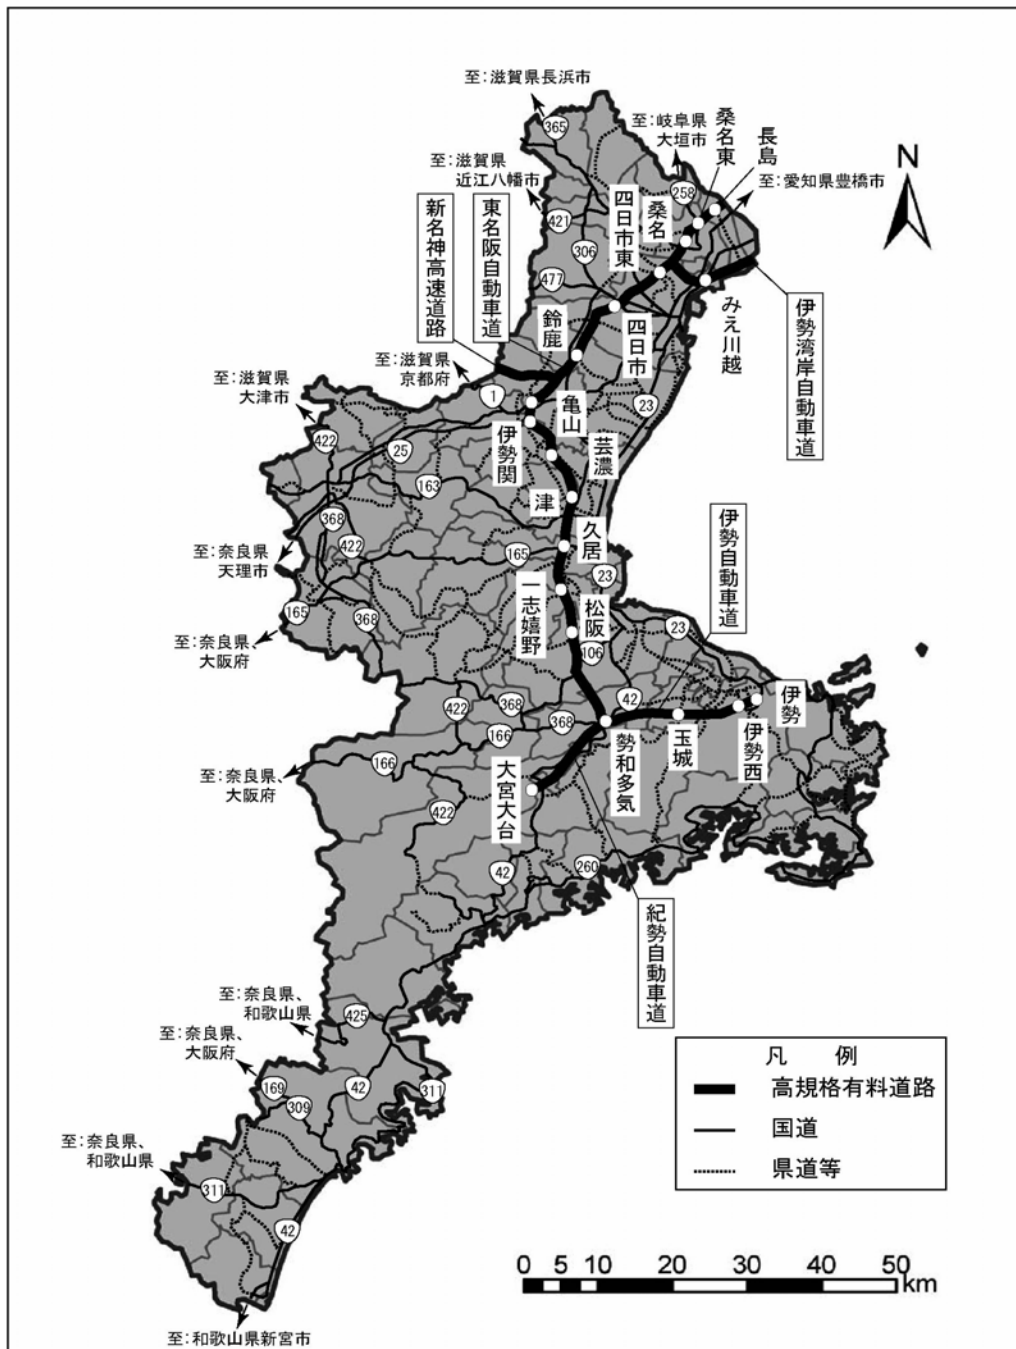 至：滋賀県長浜市
365
至：岐阜県
大垣市
桑名東
長島
N
至：滋賀県
近江八幡市
258
至：愛知県豊橋市
新名神高速道路
東名阪自動車道
421
四日市東
桑名
306
477
鈴鹿
四日市
みえ川越
伊勢湾岸自動車道
至：滋賀県
京都府
至：滋賀県
大津市
1
23
亀山
422
25
伊勢関
芸濃
163
津
368
422
久居
伊勢自動車道
至：奈良県
天理市
165
23
165
368
一志嬉野
松阪
23
至：奈良県、
大阪府
106
42
422
368
368
伊勢
166
玉城
伊勢西
166
勢和多気
至：奈良県、
大阪府
大宮大台
422
42
260
紀勢自動車道
至：奈良県、
和歌山県
425
至：奈良県、
大阪府
169
42
311
309
凡　例
高規格有料道路
国道
県道等
至：奈良県、
和歌山県
311
42
0 5 10 20 30 40 50
km
至：和歌山県新宮市